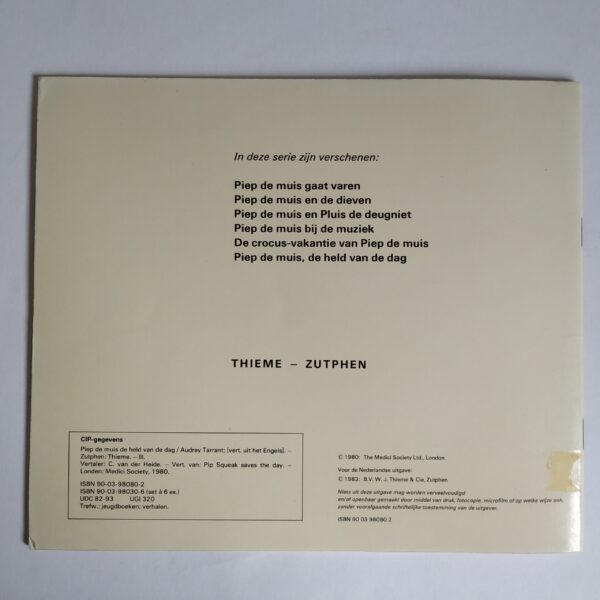 In deze serie zijn verschenen:
Piep de muis gaat varen
Piep de muis en de dieven
Piep de muis en Pluis de deugniet
Piep de muis bij de muziek
De crocus-vakantie van Piep de muis
Piep de muis, de held van de dag
THIEME – ZUTPHEN
CIP-gegevens
Piep de muis de held van de dag / Audrey Tarrant; [vert. uit het Engels]. –
Zutphen: Thieme. – Ill.
Vertaler: C. van der Heide. – Vert. van: Pip Squeak saves the day. –
London: Medici Society, 1980.
ISBN 90-03-98080-2
ISBN 90-03-98030-6 (set à 6 ex.)
UDC 82-93 UGI 320
Trefw.: jeugdboeken; verhalen.
© 1980: The Medici Society Ltd., London.
Voor de Nederlandse uitgave:
© 1983: B.V. W. J. Thieme & Cie, Zutphen
Niets uit deze uitgave mag worden verveelvoudigd
en/of openbaar gemaakt door middel van druk, fotocopie, microfilm of op welke wijze ook,
zonder voorafgaande schriftelijke toestemming van de uitgever.
ISBN 90 03 98080 2